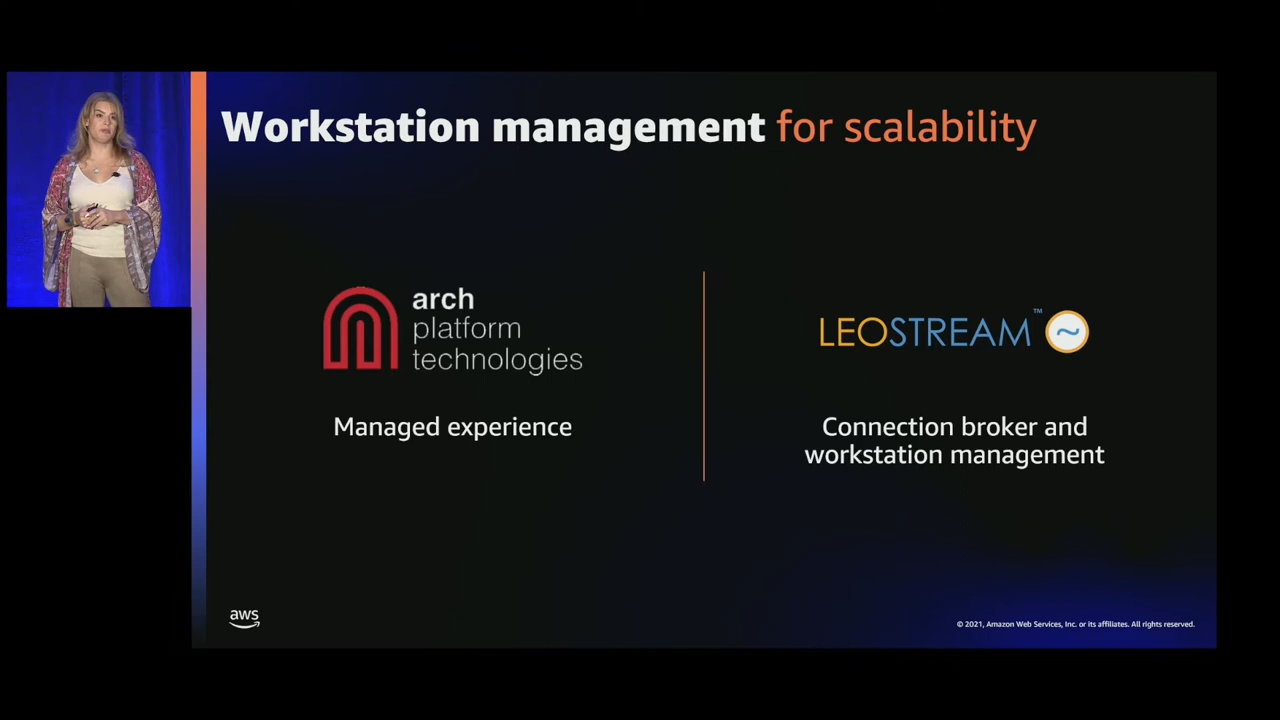 Workstation management for scalability
arch
platform
technologies
Managed experience
LEOSTREAM™
Connection broker and
workstation management
aws
© 2021, Amazon Web Services, Inc. or its affiliates. All rights reserved.